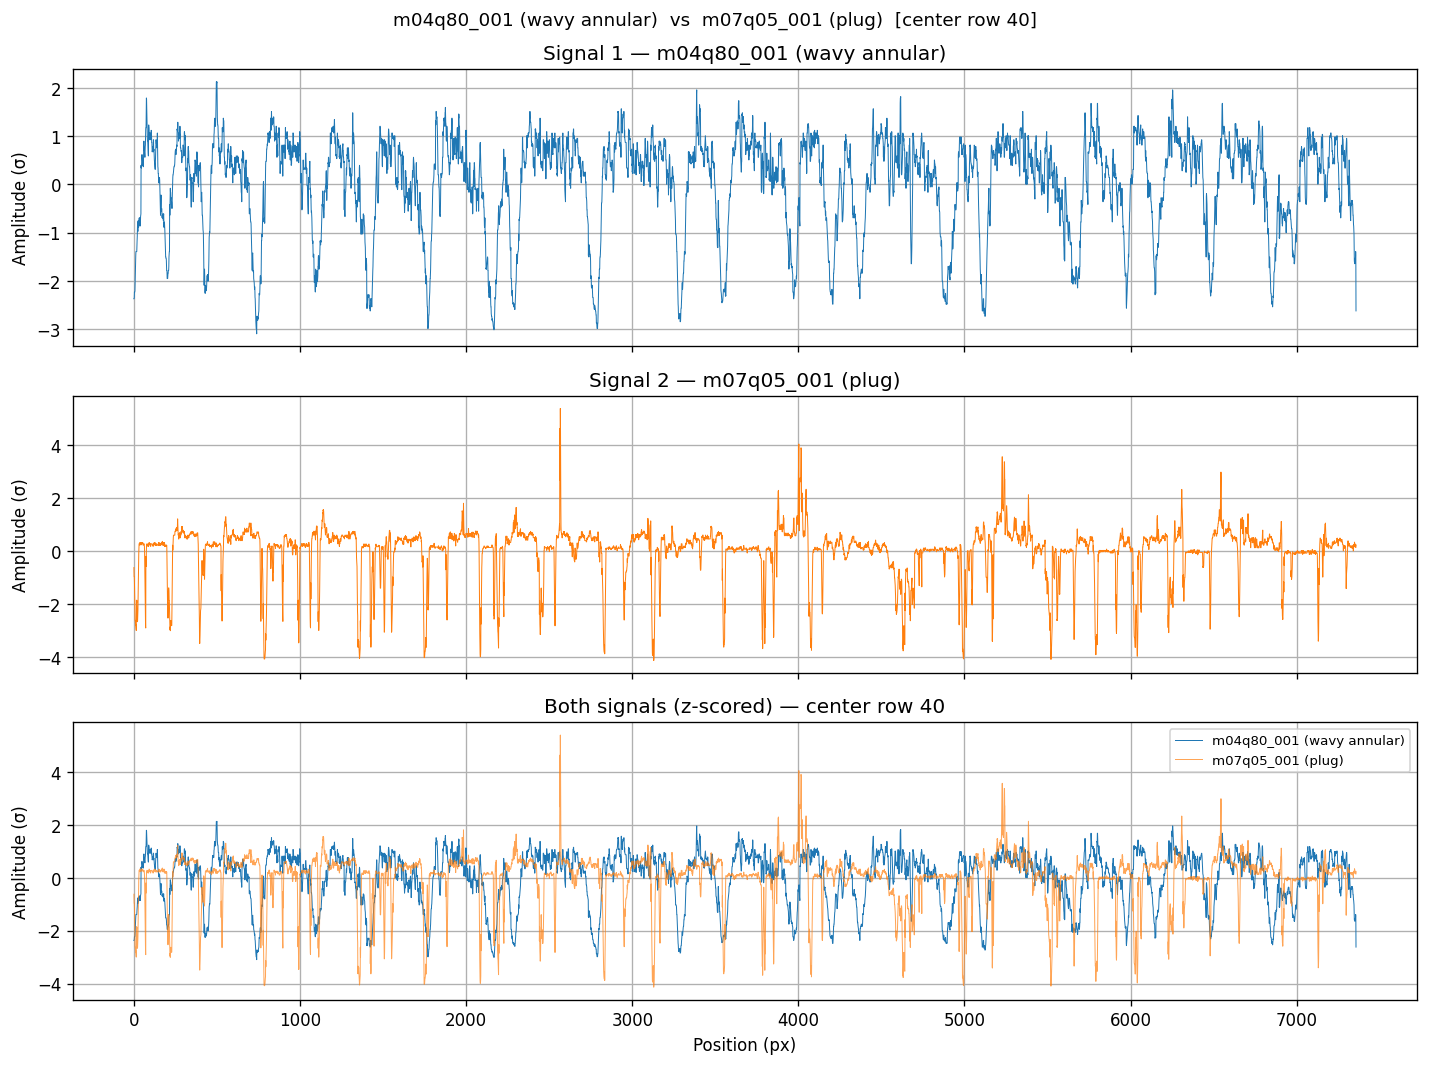 m04q80_001 (wavy annular)  vs  m07q05_001 (plug)  [center row 40]
Signal 1 — m04q80_001 (wavy annular)
Amplitude (σ)
2
1
0
−1
−2
−3
Signal 2 — m07q05_001 (plug)
Amplitude (σ)
4
2
0
−2
−4
Both signals (z-scored) — center row 40
m04q80_001 (wavy annular)
m07q05_001 (plug)
Amplitude (σ)
4
2
0
−2
−4
0 1000 2000 3000 4000 5000 6000 7000
Position (px)